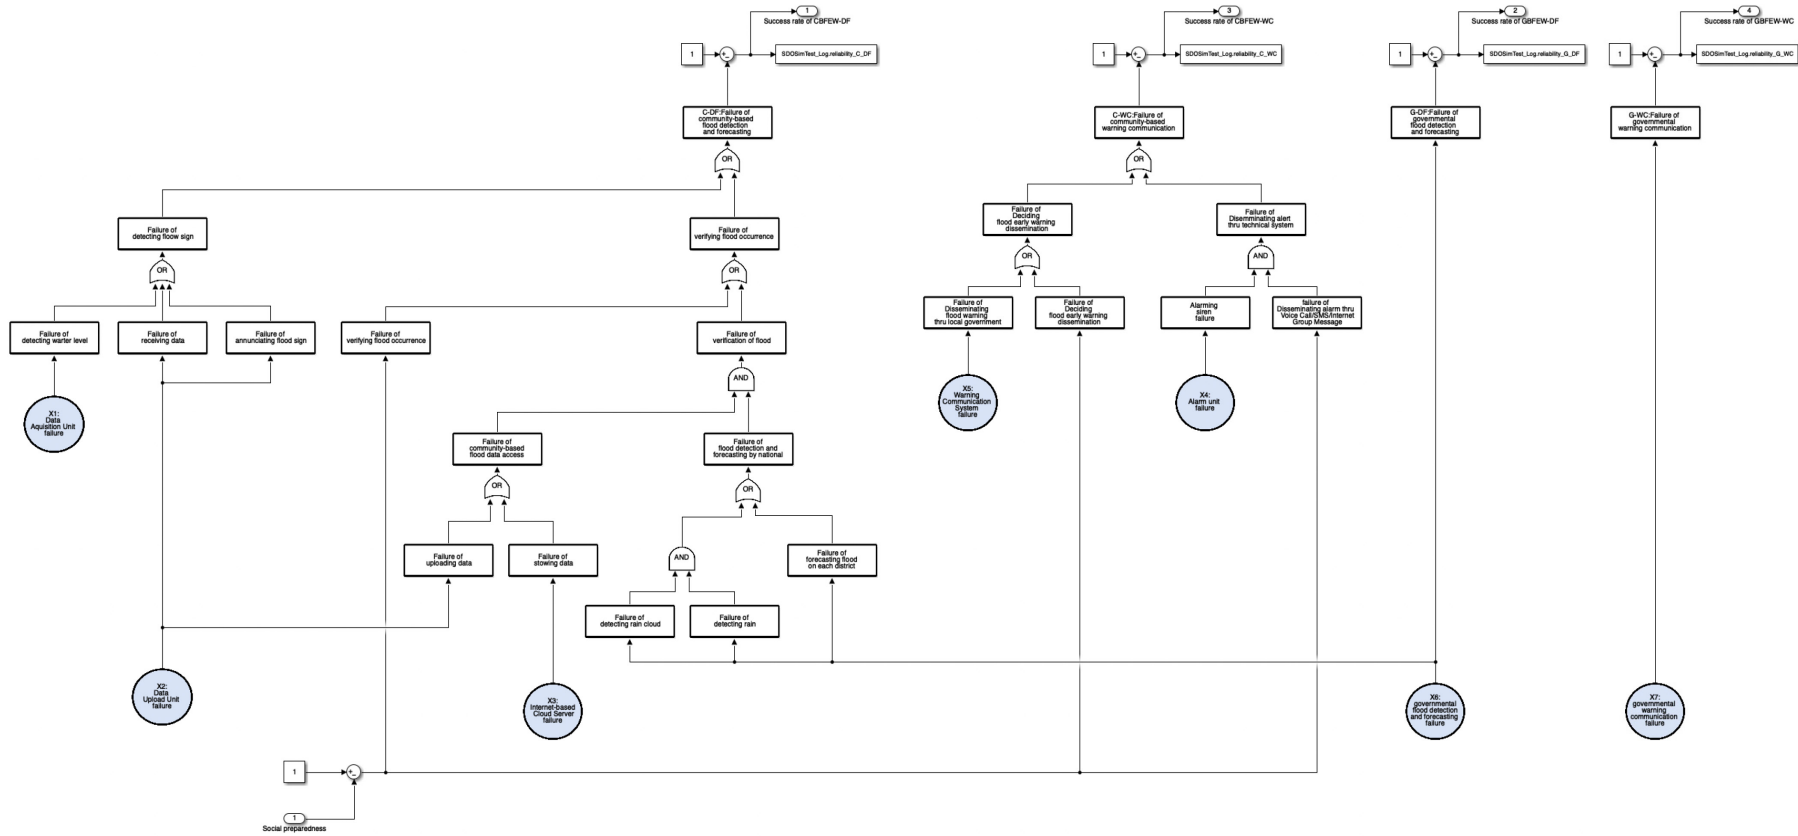 1
Success rate of CBFEW-DF
1
+
SDOSimTest_Log.reliability_C_DF
3
Success rate of CBFEW-WC
1
+
SDOSimTest_Log.reliability_C_WC
2
Success rate of GBFEW-DF
1
+
SDOSimTest_Log.reliability_G_DF
4
Success rate of GBFEW-WC
1
+
SDOSimTest_Log.reliability_G_WC
C-DF:Failure of
community-based
flood detection
and forecasting
C-WC:Failure of
community-based
warning communication
G-DF:Failure of
governmental
flood detection
and forecasting
G-WC:Failure of
governmental
warning communication
OR
OR
Failure of
detecting floow sign
Failure of
verifying flood occurrence
Failure of
Deciding
flood early warning
dissemination
Failure of
Disemminating alert
thru technical system
OR
OR
OR
AND
Failure of
detecting warter level
Failure of
receiving data
Failure of
annunciating flood sign
Failure of
verifying flood occurrence
Failure of
verification of flood
Failure of
Disseminating
flood warning
thru local government
Failure of
Deciding
flood early warning
dissemination
Alarming
siren
failure
failure of
Disseminating alarm thru
Voice Call/SMS/Internet
Group Message
AND
X1:
Data
Aquisition Unit
failure
X5:
Warning
Communication
System
failure
X4:
Alarm unit
failure
Failure of
community-based
flood data access
Failure of
flood detection and
forecasting by national
OR
OR
Failure of
uploading data
Failure of
stowing data
AND
Failure of
forecasting flood
on each district
Failure of
detecting rain cloud
Failure of
detecting rain
X2:
Data
Upload Unit
failure
X3:
Internet-based
Cloud Server
failure
X6:
governmental
flood detection
and forecasting
failure
X7:
governmental
warning
communication
failure
1
+
1
Social preparedness